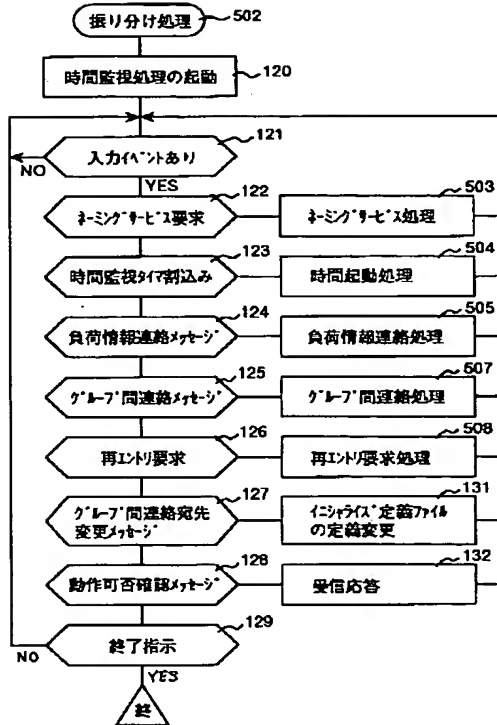 振り分け処理 502
時間監視処理の起動 120
入力イベントあり 121
NO
YES
ネーミングサービス要求 122
ネーミングサービス処理 503
時間監視タイマ割込み 123
時間起動処理 504
負荷情報連絡メッセージ 124
負荷情報連絡処理 505
グループ間連絡メッセージ 125
グループ間連絡処理 507
再エントリ要求 126
再エントリ要求処理 508
グループ間連絡宛先
変更メッセージ 127
イニシャライズ定義ファイル
の定義変更 131
動作可否確認メッセージ 128
受信応答 132
終了指示 129
NO
YES
終